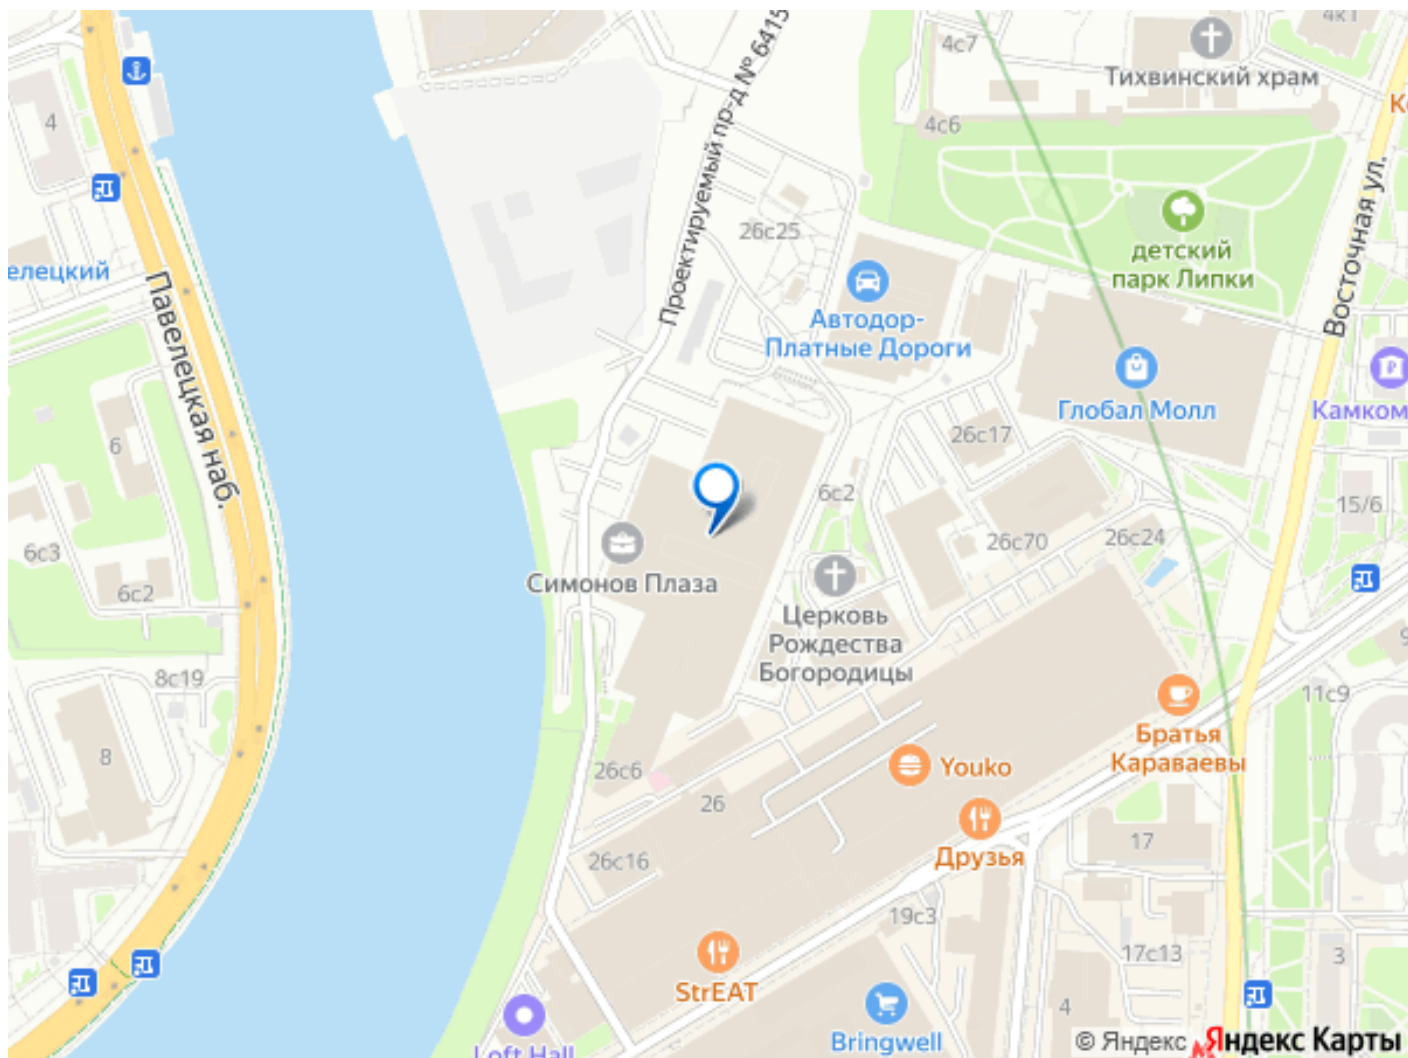 4к1
4с7
Тихвинский храм
4с6
4
Проектируемый пр-д № 6415
Восточная ул.
26с25
детский
парк Липки
елецкий
Павелецкая наб.
Автодор-
Платные Дороги
Глобал Молл
Камком
26с17
6
6с2
15/6
6с3
6с2
26с70
26с24
Симонов Плаза
Церковь
Рождества
Богородицы
8с19
11с9
9
Братья
Караваевы
8
26с6
Youko
26
17
Друзья
26с16
19с3
17с13
3
StrEAT
4
Loft Hall
Bringwell
© Яндекс
Яндекс Карты